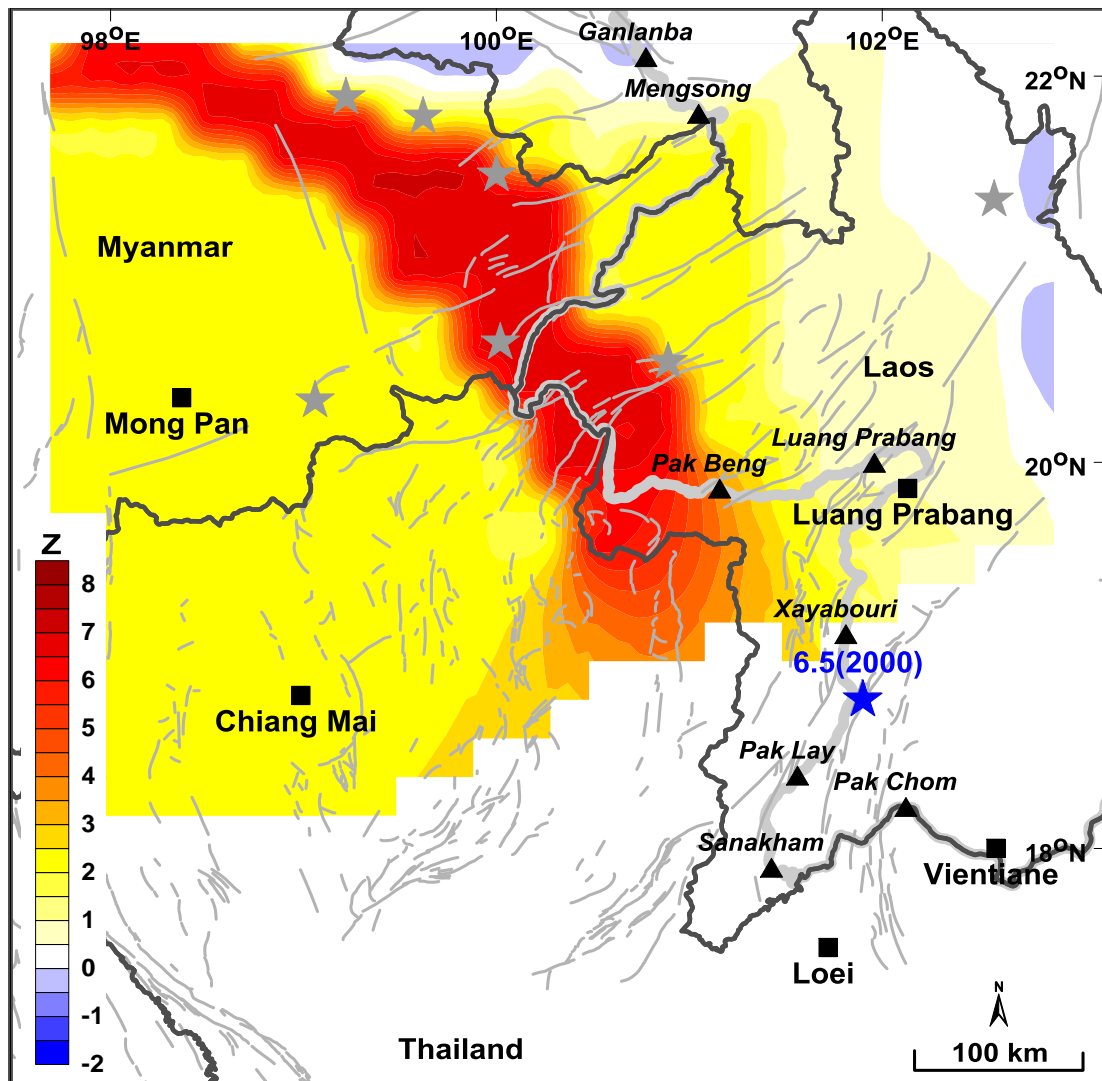 98°E
100°E
102°E
Ganlanba
22°N
Mengsong
Myanmar
Laos
Mong Pan
Luang Prabang
Pak Beng
20°N
Luang Prabang
Z
8
7
6
5
4
3
2
1
0
-1
-2
Xayabouri
6.5(2000)
Chiang Mai
Pak Lay
Pak Chom
Sanakham
18°N
Vientiane
Loei
N
Thailand
100 km